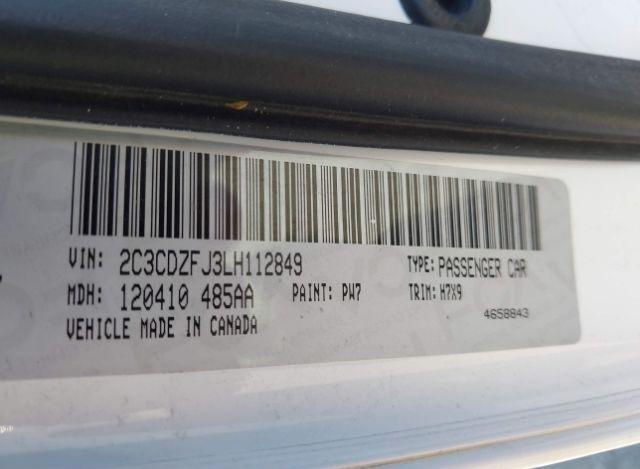 VIN: 2C3CDZFJ3LH112849 TYPE: PASSENGER CAR
MDH: 120410 485AA PAINT: PW7 TRIM: H7X9
VEHICLE MADE IN CANADA 4658843